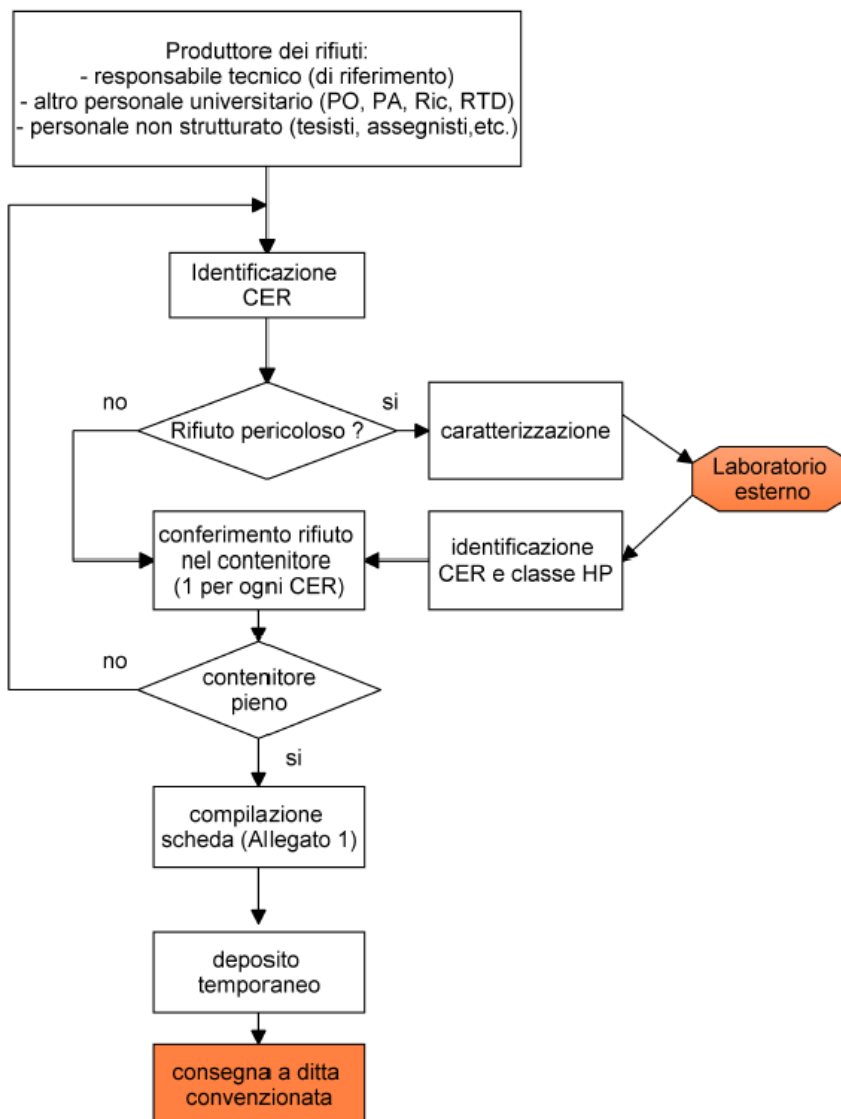 Produttore dei rifiuti:
- responsabile tecnico (di riferimento)
- altro personale universitario (PO, PA, Ric, RTD)
- personale non strutturato (tesisti, assegnisti,etc.)
Identificazione
CER
no
Rifiuto pericoloso ?
si
caratterizzazione
Laboratorio
esterno
conferimento rifiuto
nel contenitore
(1 per ogni CER)
identificazione
CER e classe HP
no
contenitore
pieno
si
compilazione
scheda (Allegato 1)
deposito
temporaneo
consegna a ditta
convenzionata